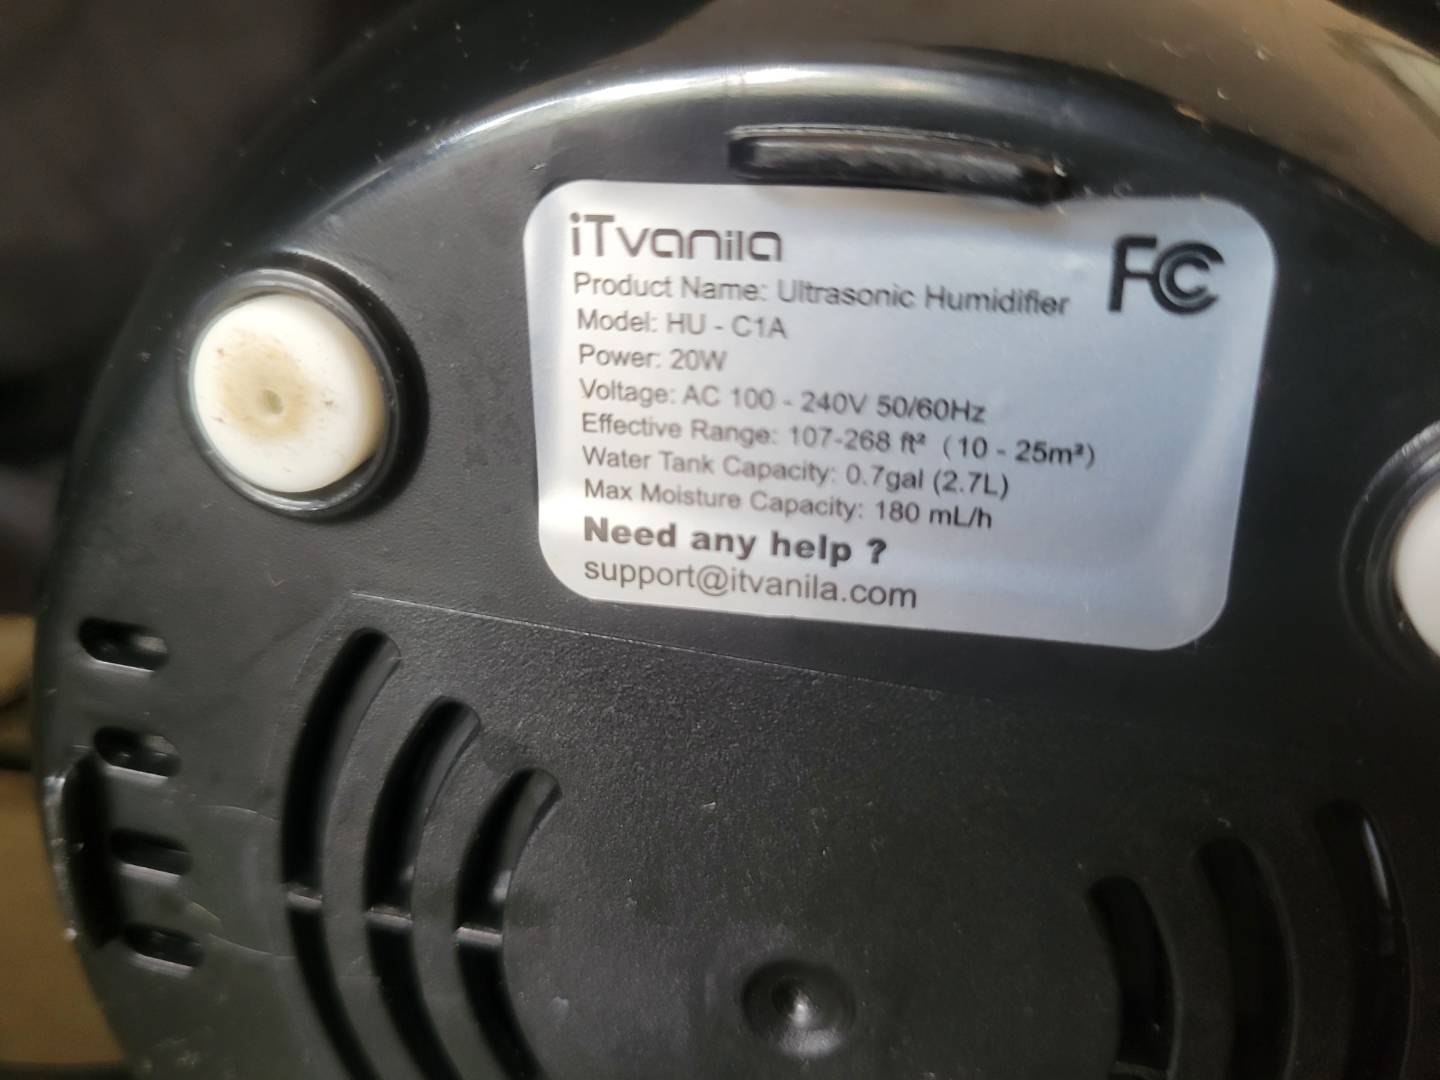 iTvanila
FC
Product Name: Ultrasonic Humidifier
Model: HU - C1A
Power: 20W
Voltage: AC 100 - 240V 50/60Hz
Effective Range: 107-268 ft² (10 - 25m²)
Water Tank Capacity: 0.7gal (2.7L)
Max Moisture Capacity: 180 mL/h
Need any help ?
support@itvanila.com